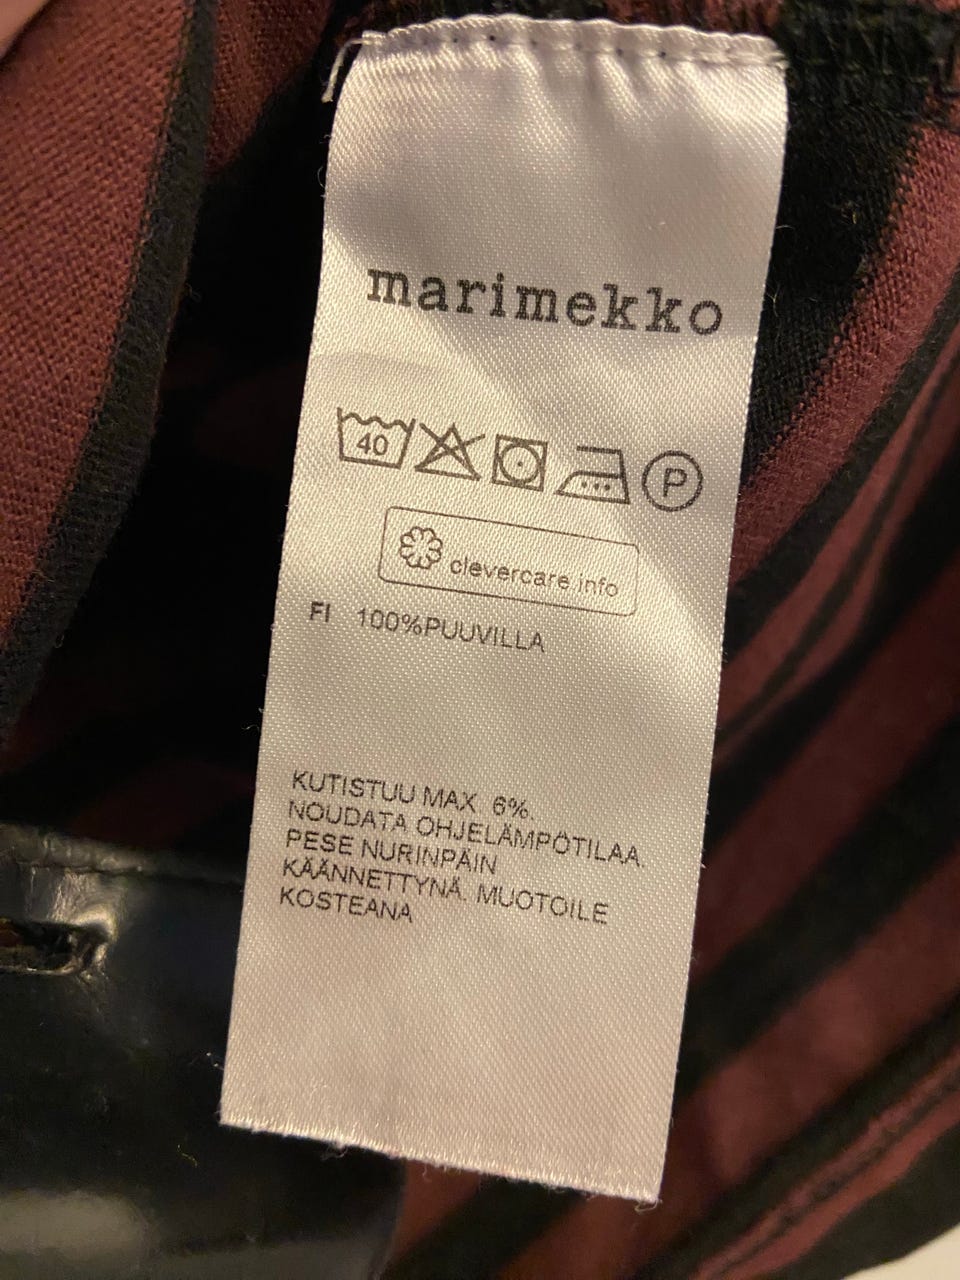 marimekko
40
P
clevercare.info
FI 100%PUUVILLA
KUTISTUU MAX. 6%.
NOUDATA OHJELÄMPÖTILAA.
PESE NURINPÄIN
KÄÄNNETTYNÄ. MUOTOILE
KOSTEANA